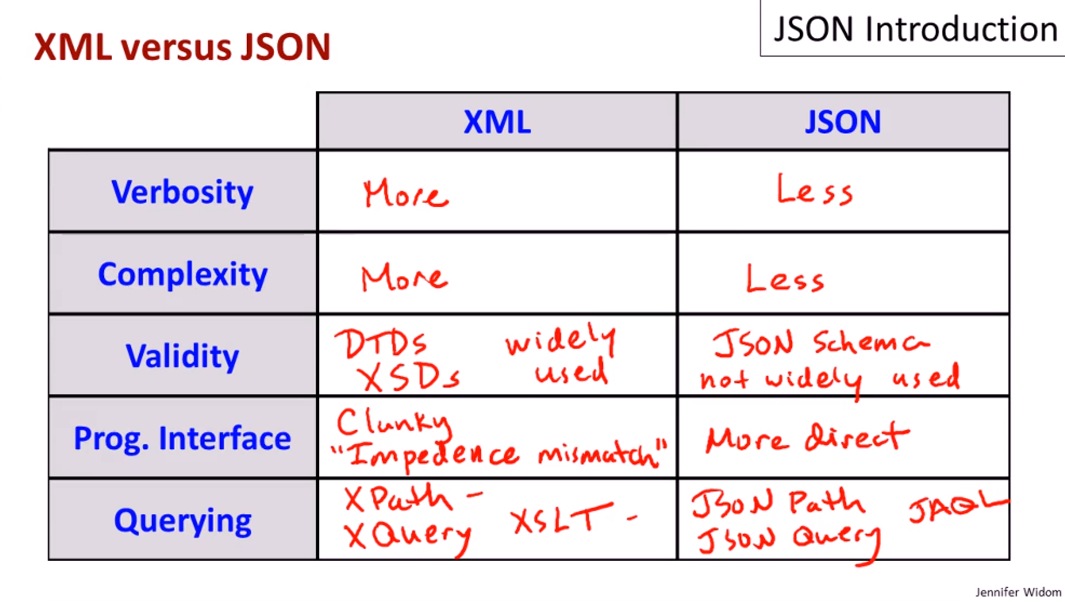 JSON Introduction
XML versus JSON
XML JSON
Verbosity More Less
Complexity More Less
Validity DTDs widely JSON Schema
XSDs used not widely used
Prog. Interface Clunky More direct
"Impedence mismatch"
Querying XPath - XSLT - JSON Path JAQL
XQuery JSON Query
Jennifer Widom